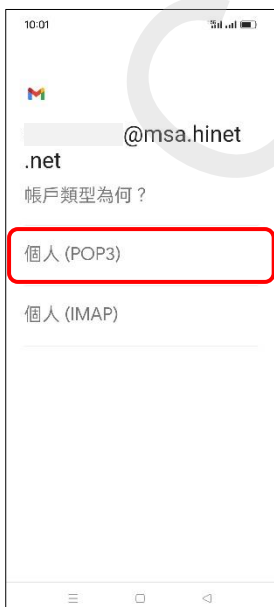 10:01
@msa.hinet
.net
帳戶類型為何？
個人 (POP3)
個人 (IMAP)